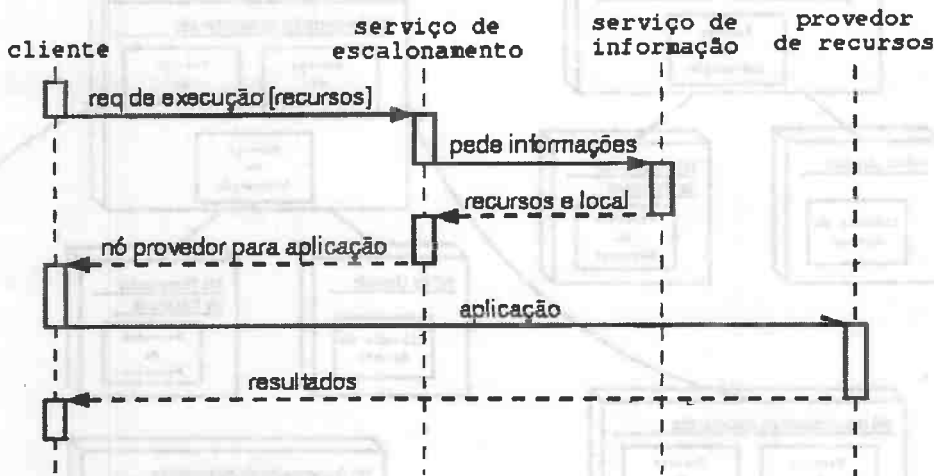 cliente
serviço de
escalonamento
serviço de
informação
provedor
de recursos
req de execução [recursos]
pede informações
recursos e local
nó provedor para aplicação
aplicação
resultados